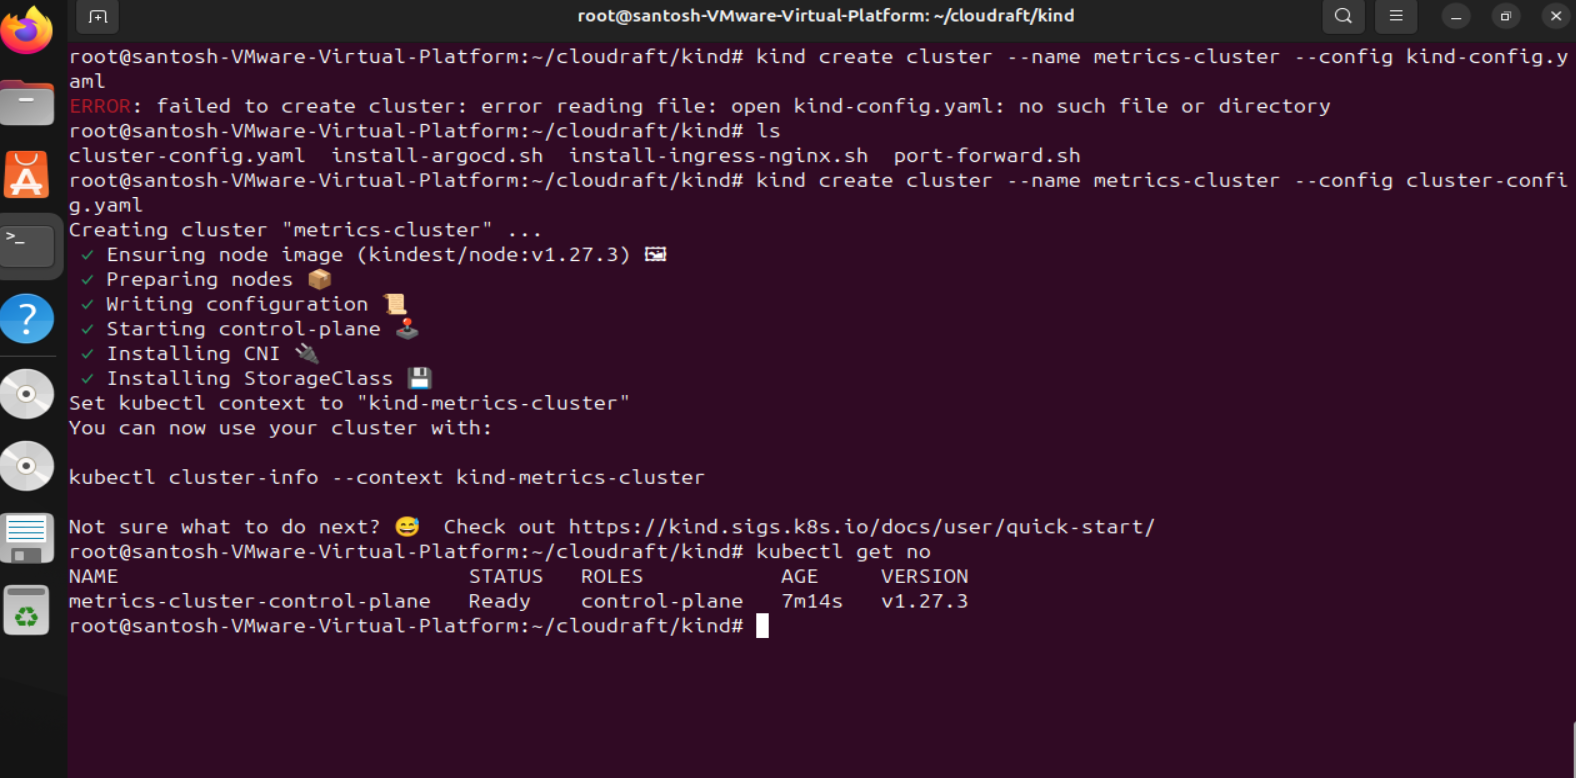 root@santosh-VMware-Virtual-Platform: ~/cloudraft/kind
root@santosh-VMware-Virtual-Platform:~/cloudraft/kind# kind create cluster --name metrics-cluster --config kind-config.y
aml
ERROR: failed to create cluster: error reading file: open kind-config.yaml: no such file or directory
root@santosh-VMware-Virtual-Platform:~/cloudraft/kind# ls
cluster-config.yaml  install-argocd.sh  install-ingress-nginx.sh  port-forward.sh
root@santosh-VMware-Virtual-Platform:~/cloudraft/kind# kind create cluster --name metrics-cluster --config cluster-confi
g.yaml
Creating cluster "metrics-cluster" ...
✓ Ensuring node image (kindest/node:v1.27.3) 🖼
✓ Preparing nodes 📦
✓ Writing configuration 📜
✓ Starting control-plane 🕹️
✓ Installing CNI 🔌
✓ Installing StorageClass 💾
Set kubectl context to "kind-metrics-cluster"
You can now use your cluster with:
kubectl cluster-info --context kind-metrics-cluster
Not sure what to do next? 😅  Check out https://kind.sigs.k8s.io/docs/user/quick-start/
root@santosh-VMware-Virtual-Platform:~/cloudraft/kind# kubectl get no
NAME                            STATUS   ROLES           AGE     VERSION
metrics-cluster-control-plane   Ready    control-plane   7m14s   v1.27.3
root@santosh-VMware-Virtual-Platform:~/cloudraft/kind#